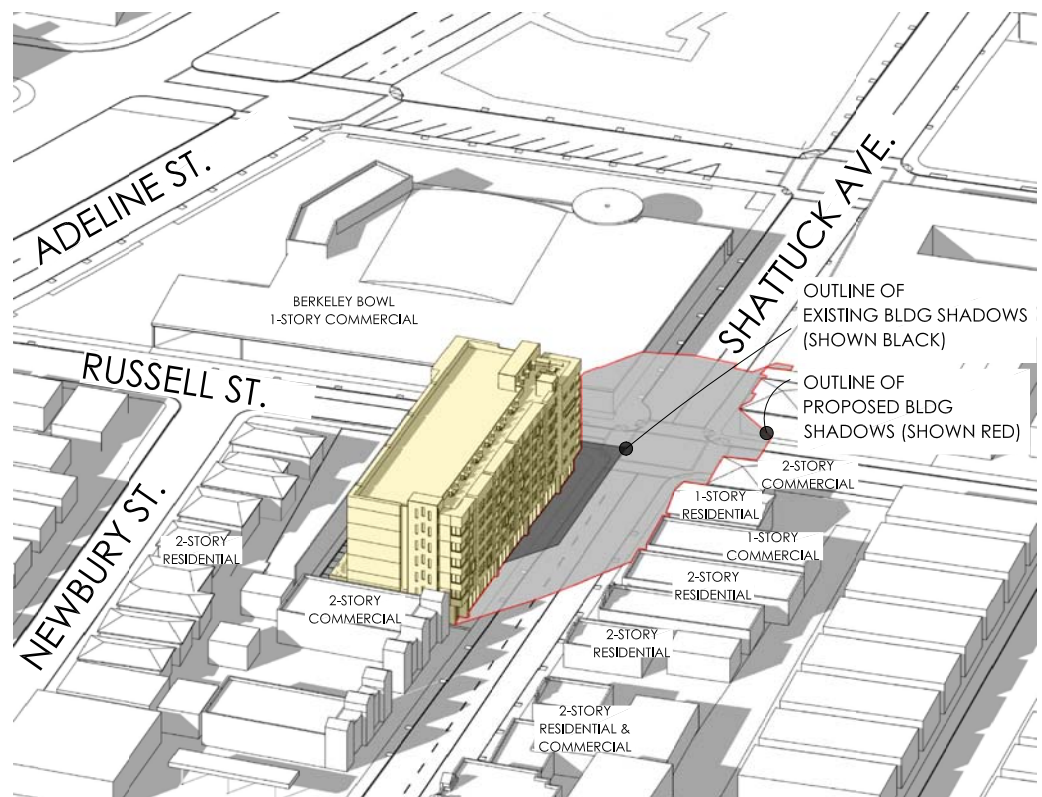 ADELINE ST.
SHATTUCK AVE.
BERKELEY BOWL
1-STORY COMMERCIAL
OUTLINE OF
EXISTING BLDG SHADOWS
(SHOWN BLACK)
RUSSELL ST.
OUTLINE OF
PROPOSED BLDG
SHADOWS (SHOWN RED)
NEWBURY ST.
2-STORY
COMMERCIAL
1-STORY
RESIDENTIAL
2-STORY
RESIDENTIAL
1-STORY
COMMERCIAL
2-STORY
RESIDENTIAL
2-STORY
COMMERCIAL
2-STORY
RESIDENTIAL
2-STORY
RESIDENTIAL &
COMMERCIAL